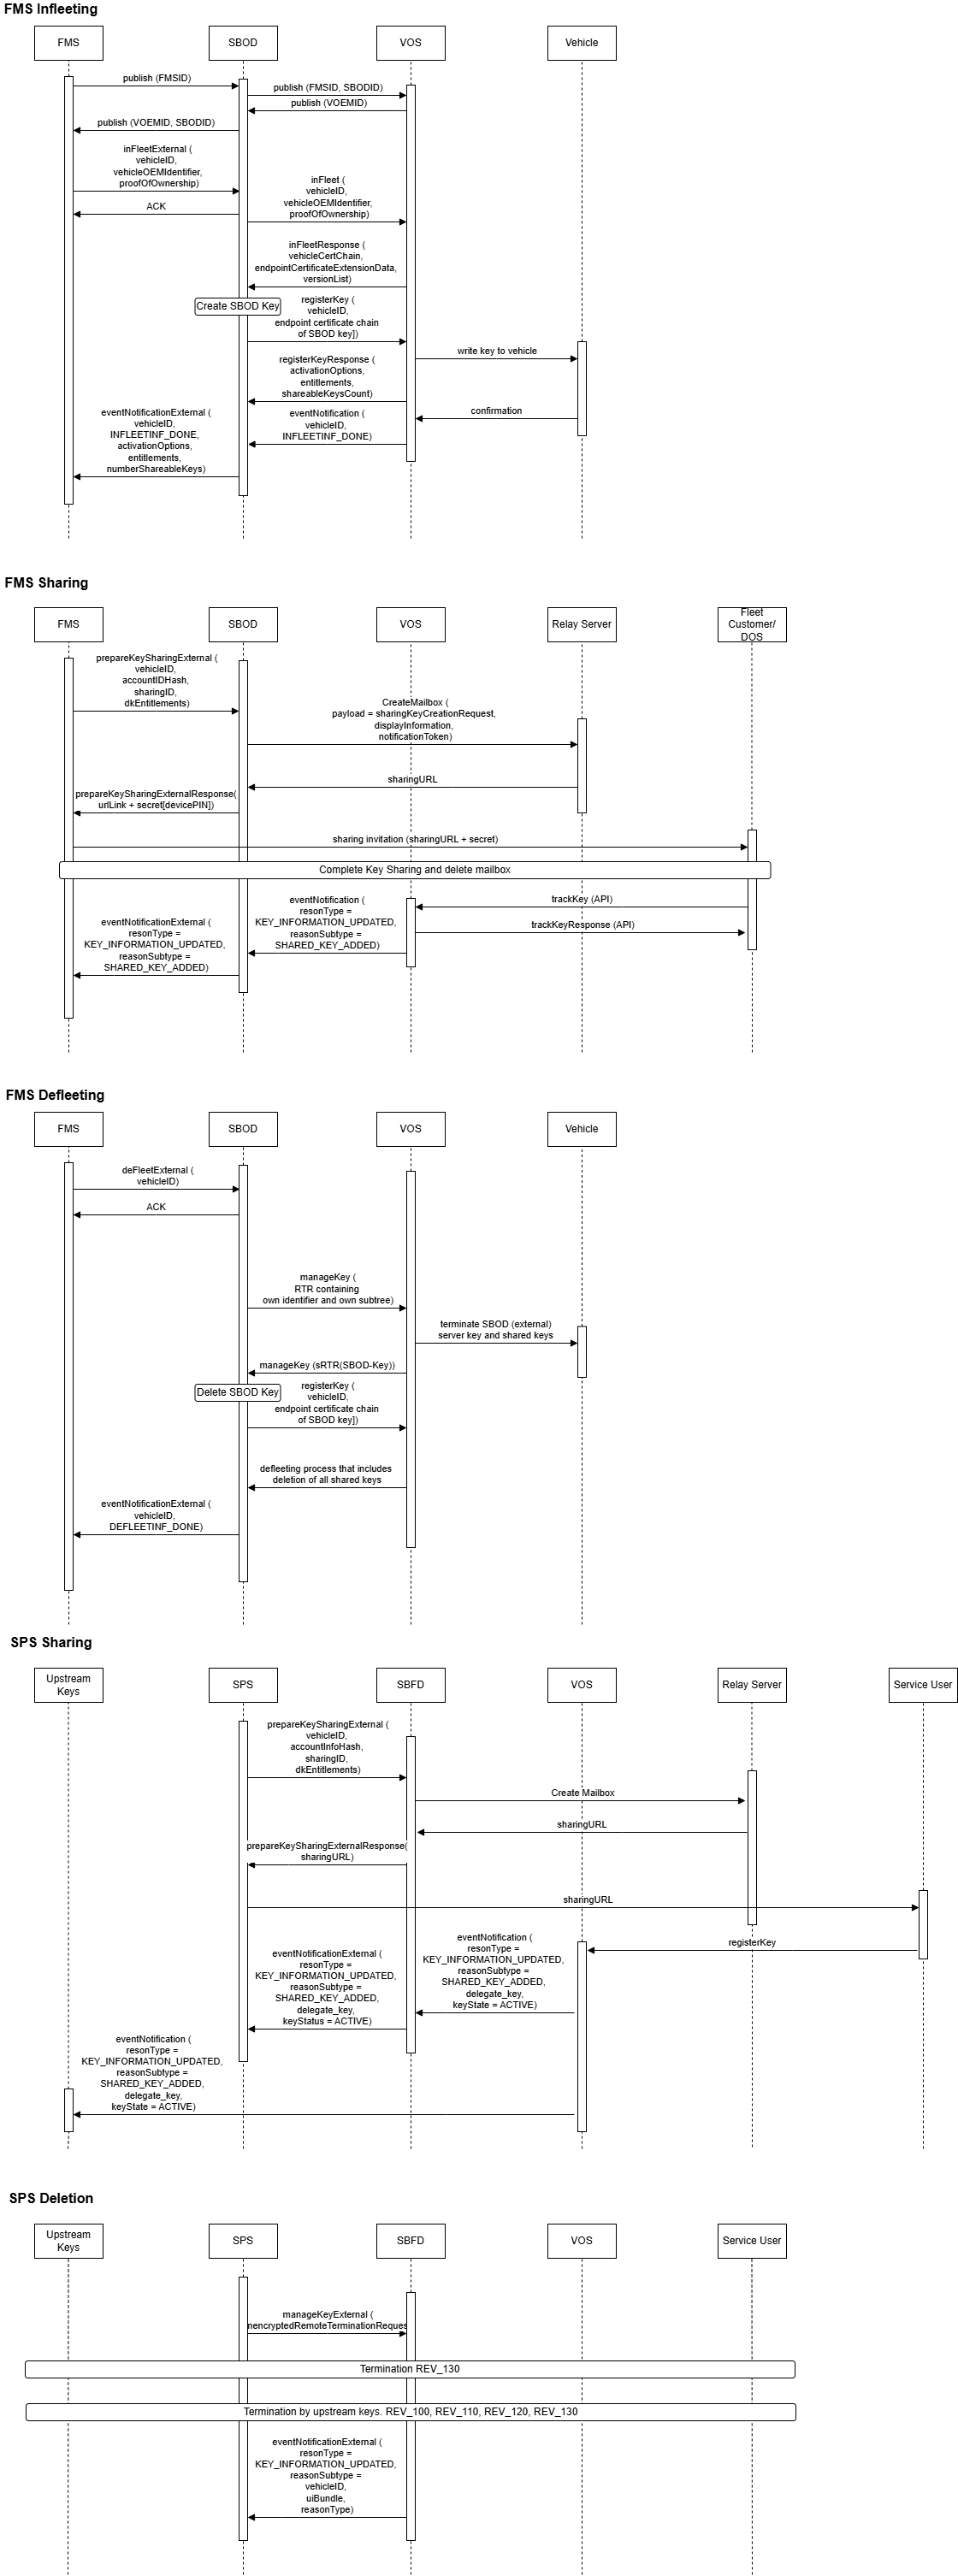 FMS Infleeting
FMS
SBOD
VOS
Vehicle
publish (FMSID)
publish (FMSID, SBODID)
publish (VOEMID)
publish (VOEMID, SBODID)
inFleetExternal (
vehicleID,
vehicleOEMIdentifier,
proofOfOwnership)
ACK
inFleet (
vehicleID,
vehicleOEMIdentifier,
proofOfOwnership)
inFleetResponse (
vehicleCertChain,
endpointCertificateExtensionData,
versionList)
Create SBOD Key
registerKey (
vehicleID,
endpoint certificate chain
of SBOD key])
write key to vehicle
registerKeyResponse (
activationOptions,
entitlements,
shareableKeysCount)
confirmation
eventNotification (
vehicleID,
INFLEETINF_DONE)
eventNotificationExternal (
vehicleID,
INFLEETINF_DONE,
activationOptions,
entitlements,
numberShareableKeys)
FMS Sharing
FMS
SBOD
VOS
Relay Server
Fleet
Customer/
DOS
prepareKeySharingExternal (
vehicleID,
accountIDHash,
sharingID,
dkEntitlements)
CreateMailbox (
payload = sharingKeyCreationRequest,
displayInformation,
notificationToken)
sharingURL
prepareKeySharingExternalResponse(
urlLink + secret[devicePIN])
sharing invitation (sharingURL + secret)
Complete Key Sharing and delete mailbox
trackKey (API)
trackKeyResponse (API)
eventNotification (
resonType =
KEY_INFORMATION_UPDATED,
reasonSubtype =
SHARED_KEY_ADDED)
eventNotificationExternal (
resonType =
KEY_INFORMATION_UPDATED,
reasonSubtype =
SHARED_KEY_ADDED)
FMS Defleeting
FMS
SBOD
VOS
Vehicle
deFleetExternal (
vehicleID)
ACK
manageKey (
RTR containing
own identifier and own subtree)
terminate SBOD (external)
server key and shared keys
manageKey (sRTR(SBOD-Key))
Delete SBOD Key
registerKey (
vehicleID,
endpoint certificate chain
of SBOD key])
defleeting process that includes
deletion of all shared keys
eventNotificationExternal (
vehicleID,
DEFLEETINF_DONE)
SPS Sharing
Upstream
Keys
SPS
SBFD
VOS
Relay Server
Service User
prepareKeySharingExternal (
vehicleID,
accountInfoHash,
sharingID,
dkEntitlements)
Create Mailbox
sharingURL
prepareKeySharingExternalResponse(
sharingURL)
sharingURL
registerKey
eventNotification (
resonType =
KEY_INFORMATION_UPDATED,
reasonSubtype =
SHARED_KEY_ADDED,
delegate_key,
keyState = ACTIVE)
eventNotificationExternal (
resonType =
KEY_INFORMATION_UPDATED,
reasonSubtype =
SHARED_KEY_ADDED,
delegate_key,
keyStatus = ACTIVE)
eventNotification (
resonType =
KEY_INFORMATION_UPDATED,
reasonSubtype =
SHARED_KEY_ADDED,
delegate_key,
keyState = ACTIVE)
SPS Deletion
Upstream
Keys
SPS
SBFD
VOS
Service User
manageKeyExternal (
nencryptedRemoteTerminationReques
Termination REV_130
Termination by upstream keys. REV_100, REV_110, REV_120, REV_130
eventNotificationExternal (
resonType =
KEY_INFORMATION_UPDATED,
reasonSubtype =
vehicleID,
uiBundle,
reasonType)